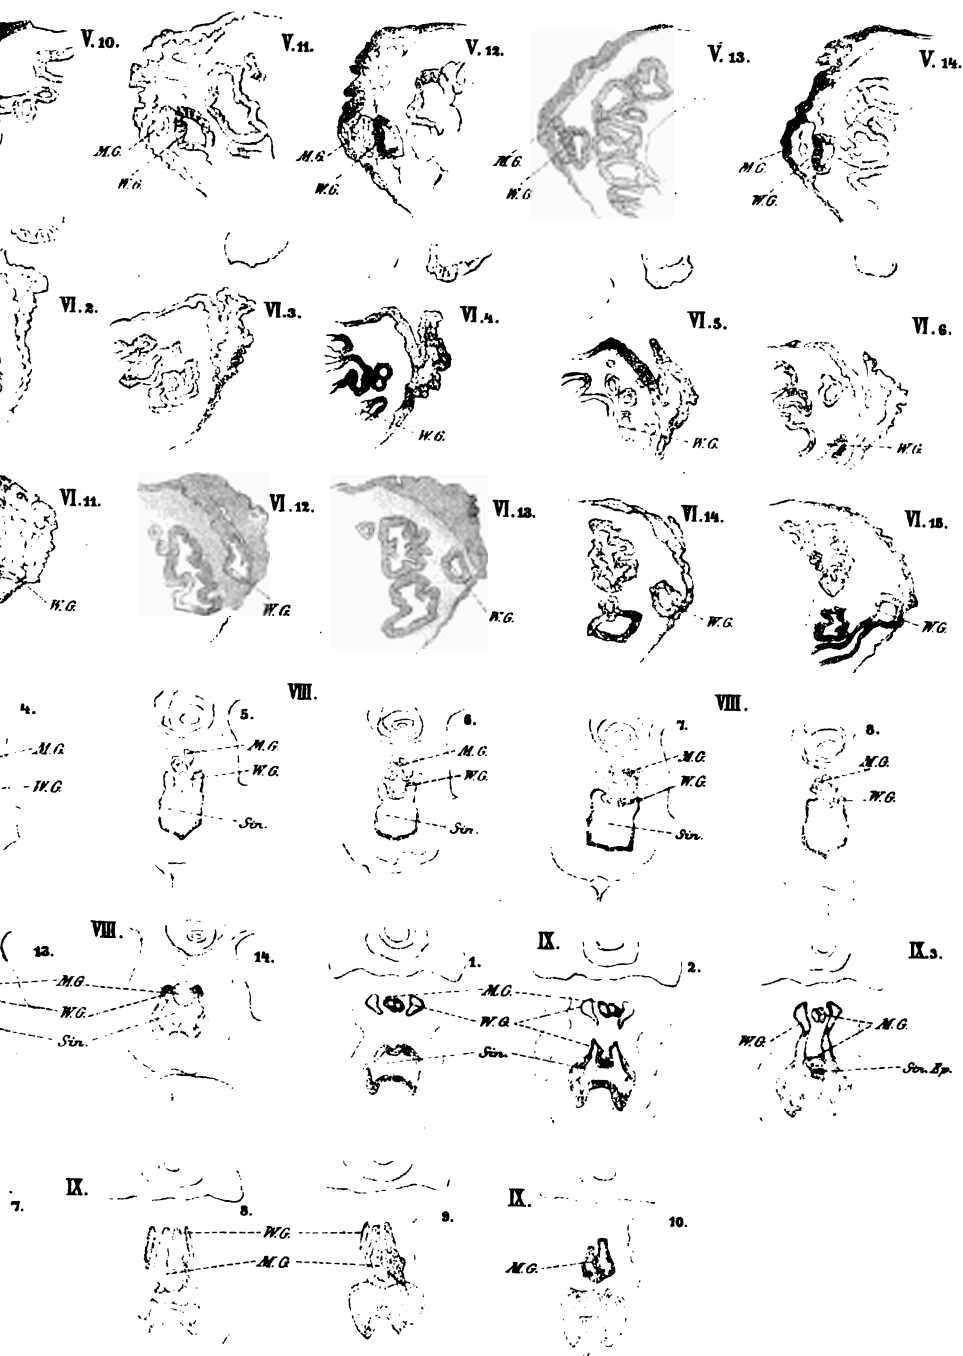 V.10. V.11. V.12. V.13. V.14.
M.G. M.G. M.G. M.G.
W.G. W.G. W.G. W.G.
VI.2. VI.3. VI.4. VI.5. VI.6.
W.G. W.G. W.G.
VI.11. VI.12. VI.13. VI.14. VI.15.
W.G. W.G. W.G. W.G. W.G.
VIII. VIII.
4. 5. 6. 7. 8.
M.G. M.G. M.G. M.G. M.G.
W.G. W.G. W.G. W.G. W.G.
Sin. Sin. Sin.
VIII. IX. IX.3.
13. 14. 1. 2.
M.G. M.G. M.G.
W.G. W.G. W.G.
Sin. Sin. Sin. Ep.
IX. IX.
7. 8. 9. 10.
W.G.
M.G. M.G.